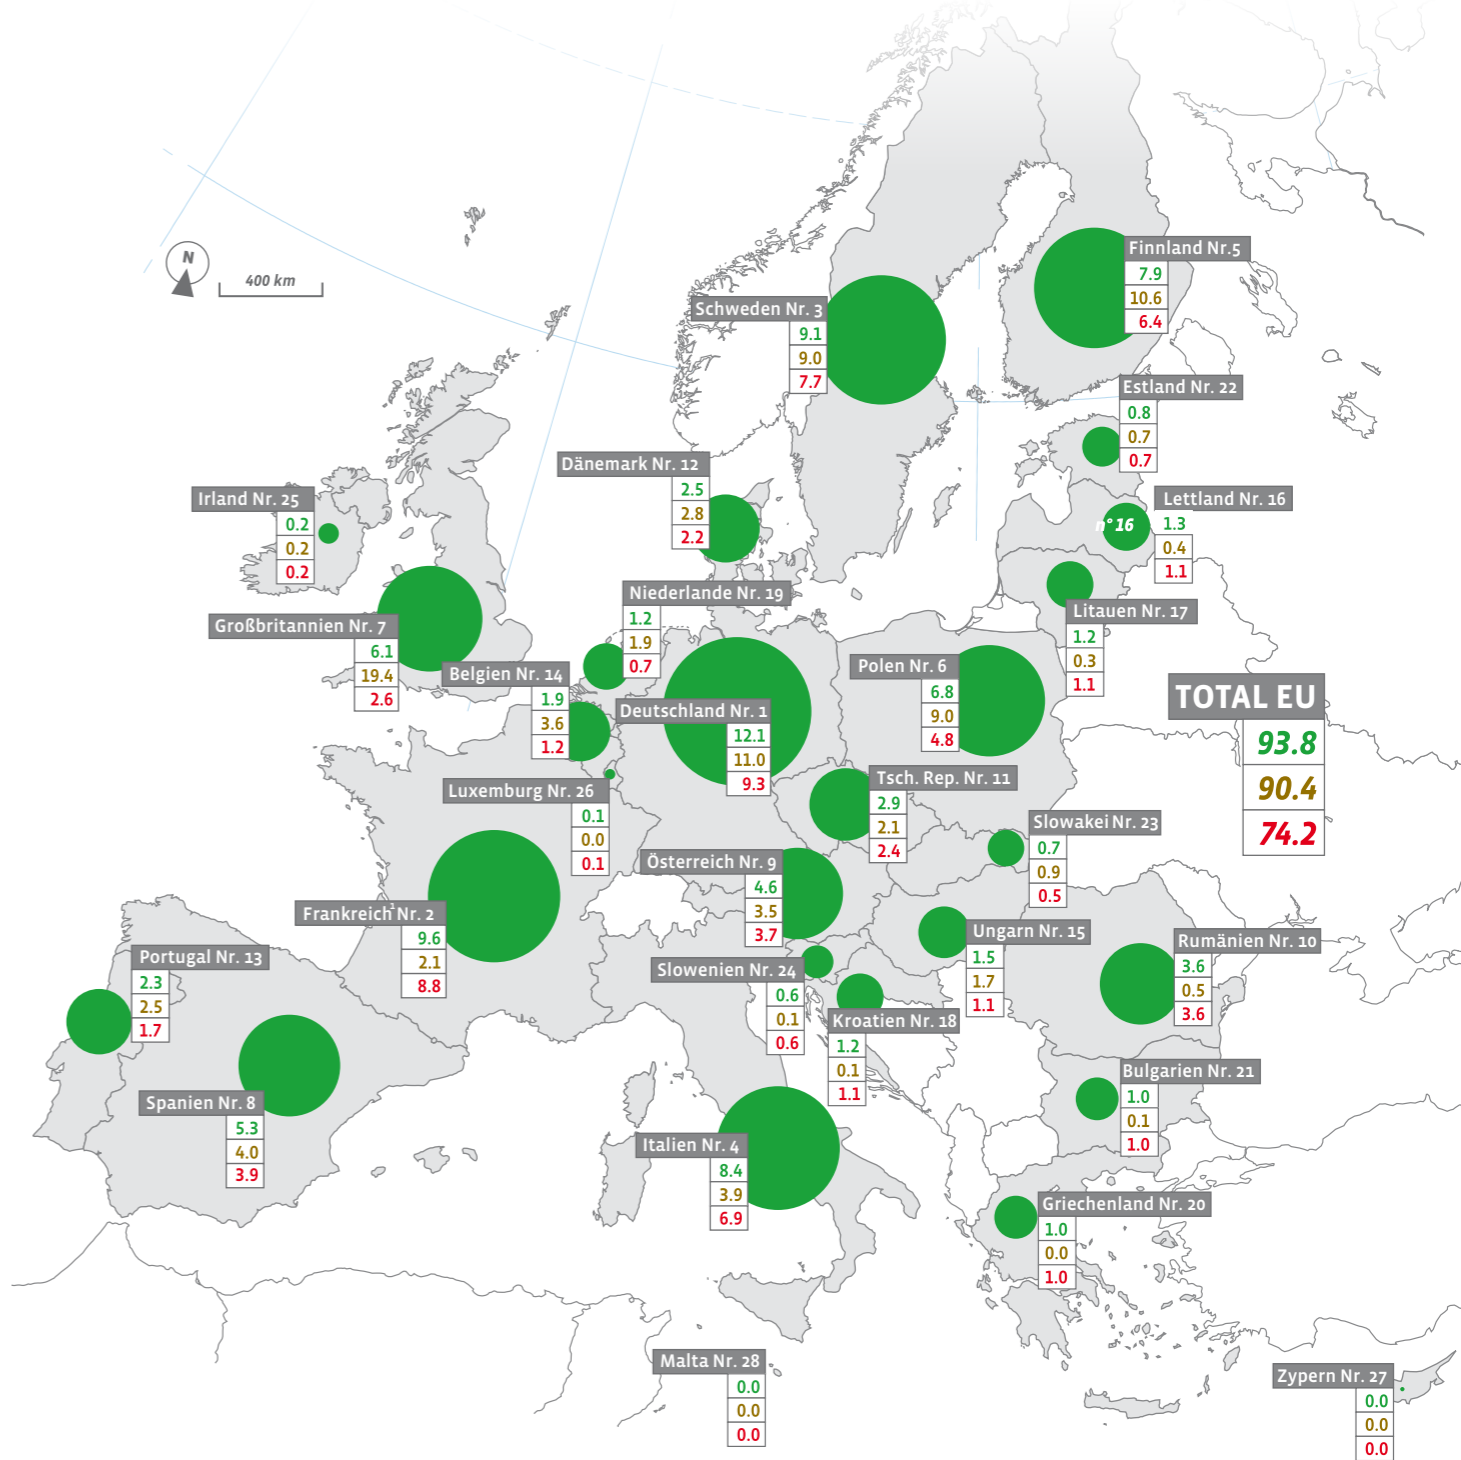 N
400 km
Finnland Nr.5
7.9
10.6
6.4
Schweden Nr. 3
9.1
9.0
7.7
Estland Nr. 22
0.8
0.7
0.7
Dänemark Nr. 12
2.5
2.8
2.2
Irland Nr. 25
0.2
0.2
0.2
Lettland Nr. 16
n° 16
1.3
0.4
1.1
Niederlande Nr. 19
1.2
1.9
0.7
Litauen Nr. 17
1.2
0.3
1.1
Großbritannien Nr. 7
6.1
19.4
2.6
Belgien Nr. 14
1.9
3.6
1.2
Polen Nr. 6
6.8
9.0
4.8
Deutschland Nr. 1
12.1
11.0
9.3
TOTAL EU
93.8
90.4
74.2
Tsch. Rep. Nr. 11
2.9
2.1
2.4
Luxemburg Nr. 26
0.1
0.0
0.1
Slowakei Nr. 23
0.7
0.9
0.5
Österreich Nr. 9
4.6
3.5
3.7
Frankreich¹ Nr. 2
9.6
2.1
8.8
Ungarn Nr. 15
1.5
1.7
1.1
Rumänien Nr. 10
3.6
0.5
3.6
Portugal Nr. 13
2.3
2.5
1.7
Slowenien Nr. 24
0.6
0.1
0.6
Kroatien Nr. 18
1.2
0.1
1.1
Bulgarien Nr. 21
1.0
0.1
1.0
Spanien Nr. 8
5.3
4.0
3.9
Italien Nr. 4
8.4
3.9
6.9
Griechenland Nr. 20
1.0
0.0
1.0
Malta Nr. 28
0.0
0.0
0.0
Zypern Nr. 27
0.0
0.0
0.0